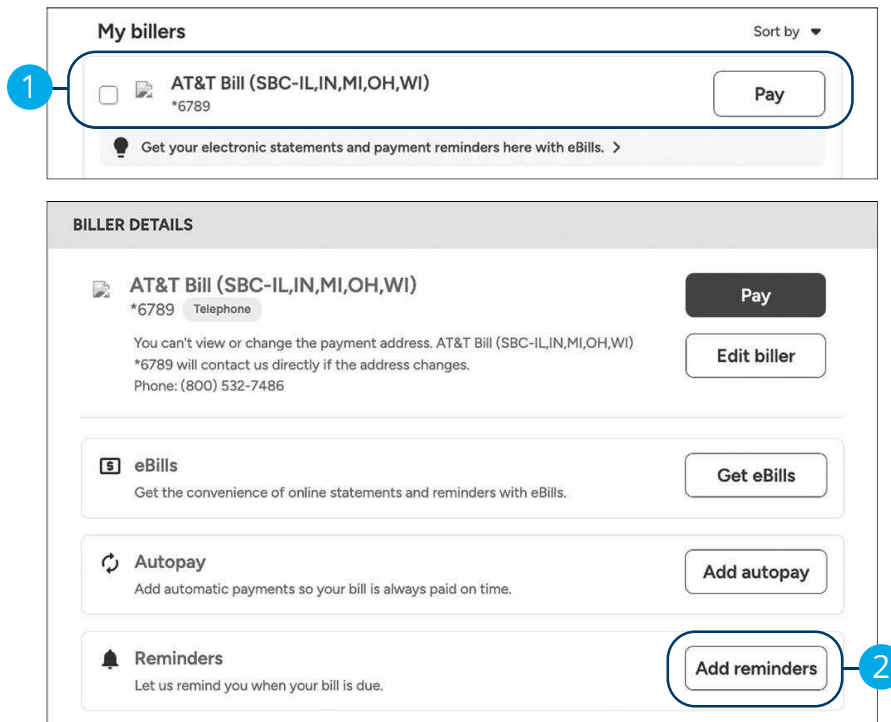 My billers
Sort by
1
AT&T Bill (SBC-IL,IN,MI,OH,WI)
*6789
Pay
Get your electronic statements and payment reminders here with eBills.
BILLER DETAILS
AT&T Bill (SBC-IL,IN,MI,OH,WI)
*6789 Telephone
Pay
You can't view or change the payment address. AT&T Bill (SBC-IL,IN,MI,OH,WI)
*6789 will contact us directly if the address changes.
Phone: (800) 532-7486
Edit biller
eBills
Get the convenience of online statements and reminders with eBills.
Get eBills
Autopay
Add automatic payments so your bill is always paid on time.
Add autopay
Reminders
Let us remind you when your bill is due.
Add reminders
2